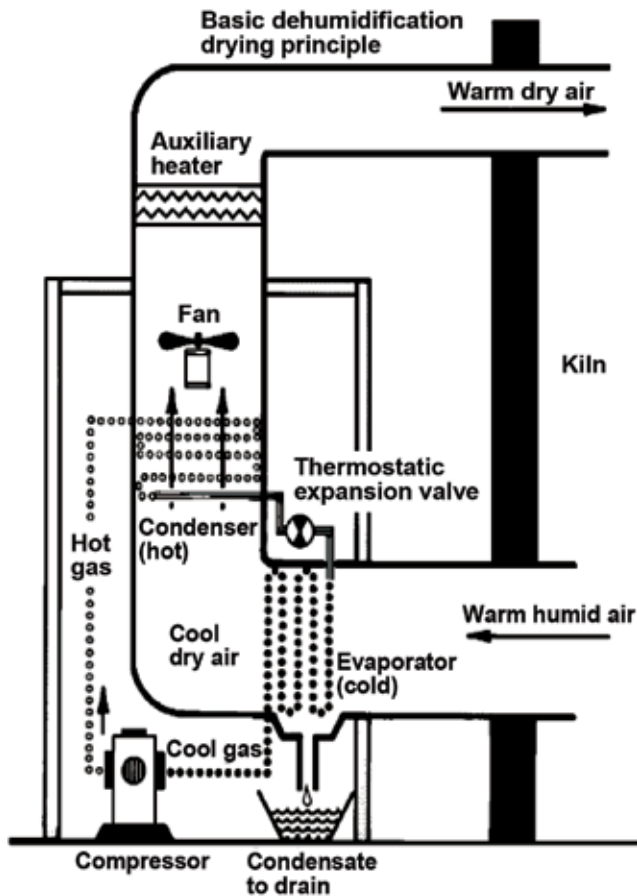 Basic dehumidification
drying principle
Warm dry air
Auxiliary
heater
Fan
Kiln
Thermostatic
expansion valve
Condenser
(hot)
Hot
gas
Warm humid air
Cool
dry air
Evaporator
(cold)
Cool gas
Compressor
Condensate
to drain